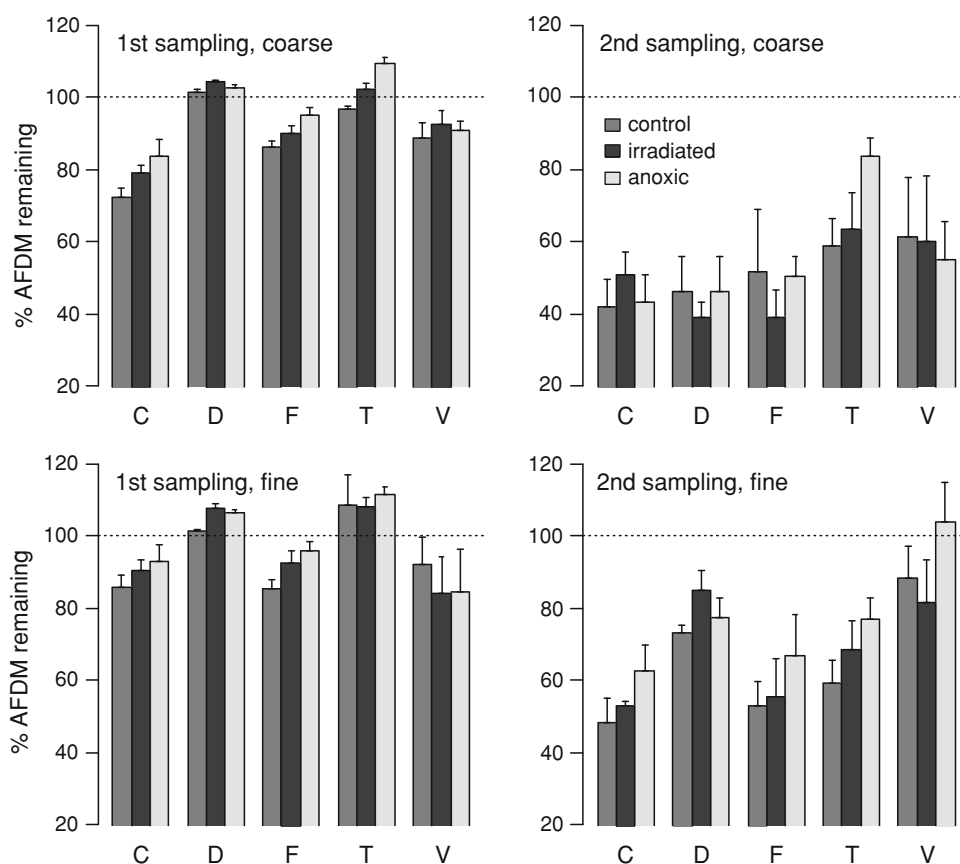 1st sampling, coarse
% AFDM remaining
120
100
80
60
40
20
C D F T V
2nd sampling, coarse
120
100
80
60
40
20
control
irradiated
anoxic
C D F T V
1st sampling, fine
% AFDM remaining
120
100
80
60
40
20
C D F T V
2nd sampling, fine
120
100
80
60
40
20
C D F T V